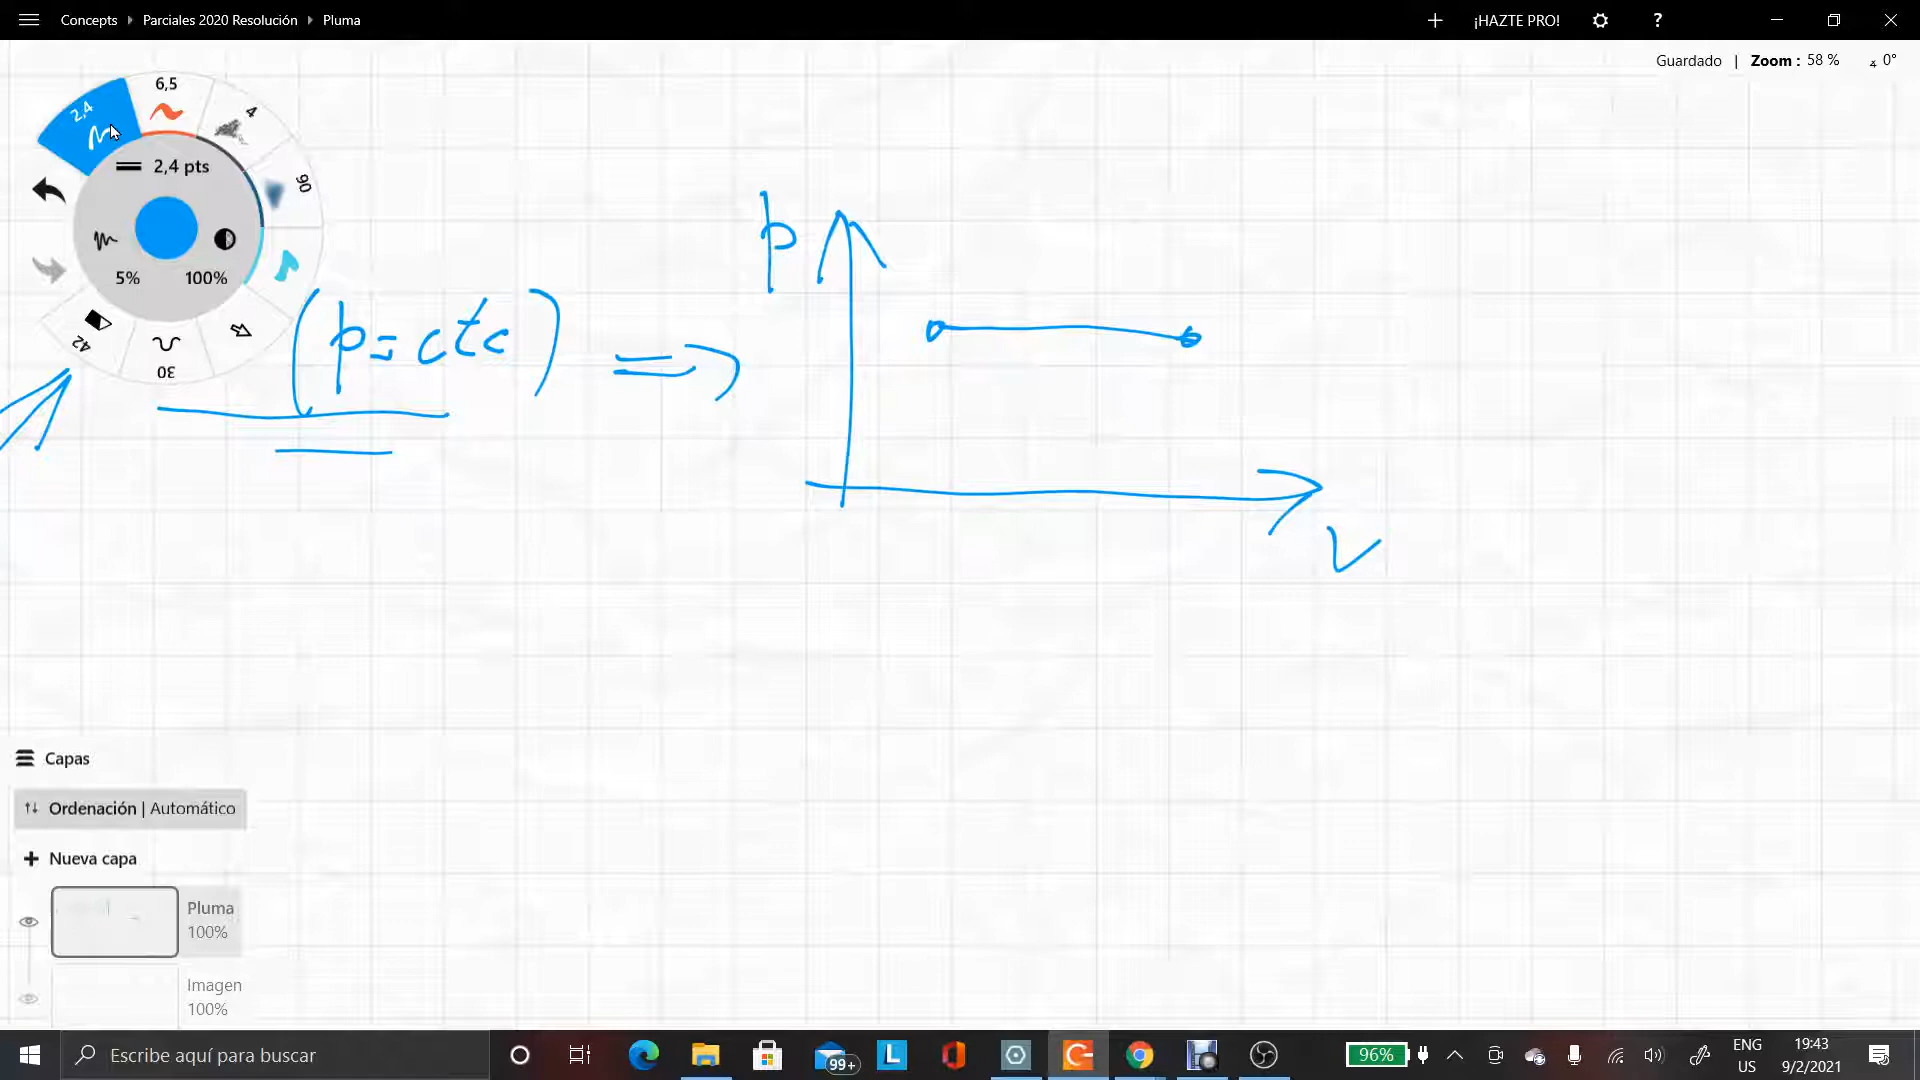 Concepts ▸ Parciales 2020 Resolución ▸ Pluma
¡HAZTE PRO!
?
Guardado | Zoom : 58 % 0°
2,4
6,5
4
90
2,4 pts
5% 100%
42
30
(p = cte) ⇒
p
V
Capas
Ordenación | Automático
Nueva capa
Pluma
100%
Imagen
100%
Escribe aquí para buscar
99+
L
96%
ENG
US
19:43
9/2/2021